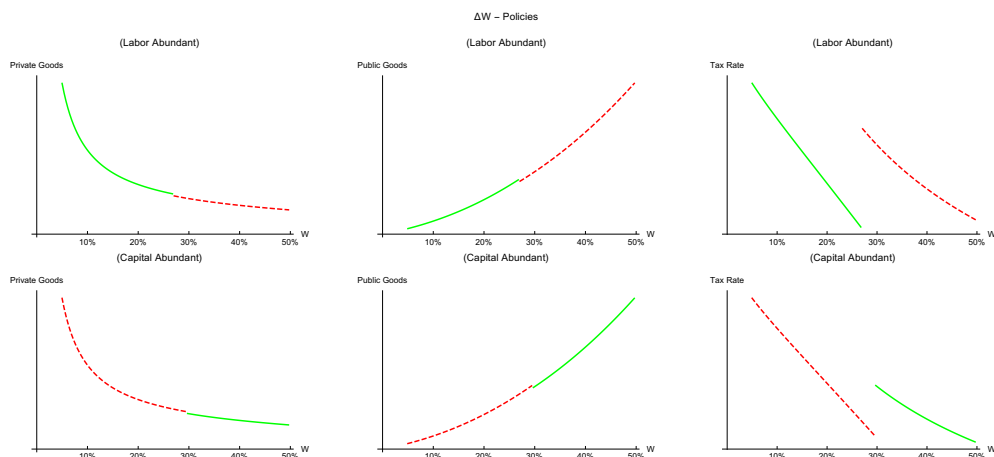 ΔW – Policies
(Labor Abundant)
(Labor Abundant)
(Labor Abundant)
Private Goods
Public Goods
Tax Rate
W
W
W
10% 20% 30% 40% 50%
10% 20% 30% 40% 50%
10% 20% 30% 40% 50%
(Capital Abundant)
(Capital Abundant)
(Capital Abundant)
Private Goods
Public Goods
Tax Rate
W
W
W
10% 20% 30% 40% 50%
10% 20% 30% 40% 50%
10% 20% 30% 40% 50%